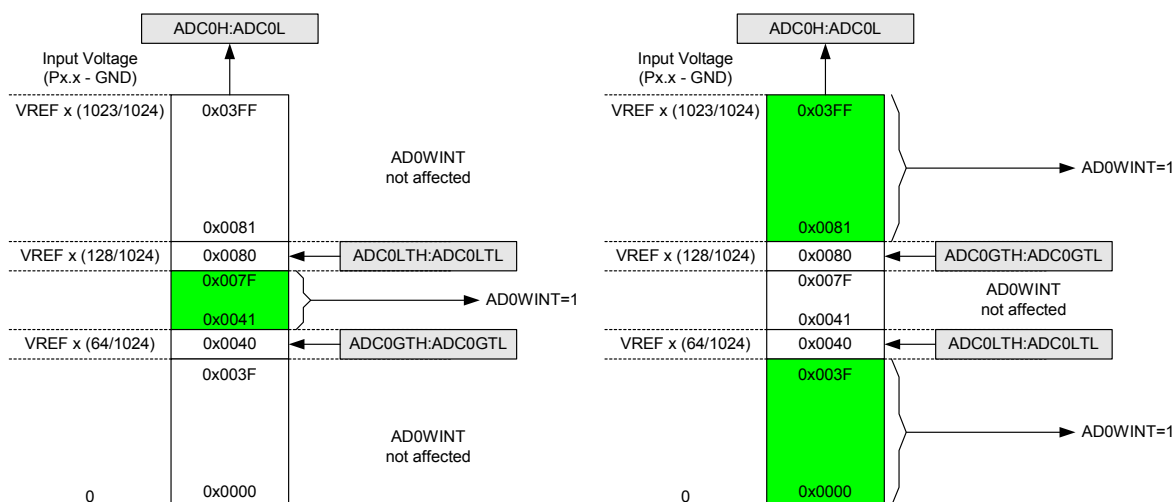 ADC0H:ADC0L
Input Voltage
(Px.x - GND)
VREF x (1023/1024)
0x03FF
AD0WINT
not affected
0x0081
VREF x (128/1024)
0x0080
ADC0LTH:ADC0LTL
0x007F
AD0WINT=1
0x0041
VREF x (64/1024)
0x0040
ADC0GTH:ADC0GTL
0x003F
AD0WINT
not affected
0
0x0000
ADC0H:ADC0L
Input Voltage
(Px.x - GND)
VREF x (1023/1024)
0x03FF
AD0WINT=1
0x0081
VREF x (128/1024)
0x0080
ADC0GTH:ADC0GTL
0x007F
AD0WINT
not affected
0x0041
VREF x (64/1024)
0x0040
ADC0LTH:ADC0LTL
0x003F
AD0WINT=1
0
0x0000